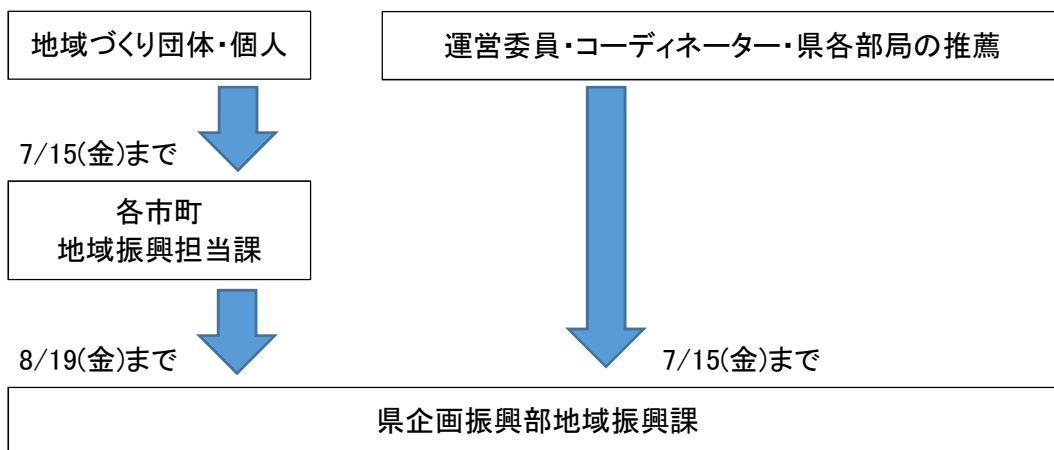 地域づくり団体・個人
運営委員・コーディネーター・県各部局の推薦
7/15(金)まで
各市町
地域振興担当課
8/19(金)まで
7/15(金)まで
県企画振興部地域振興課